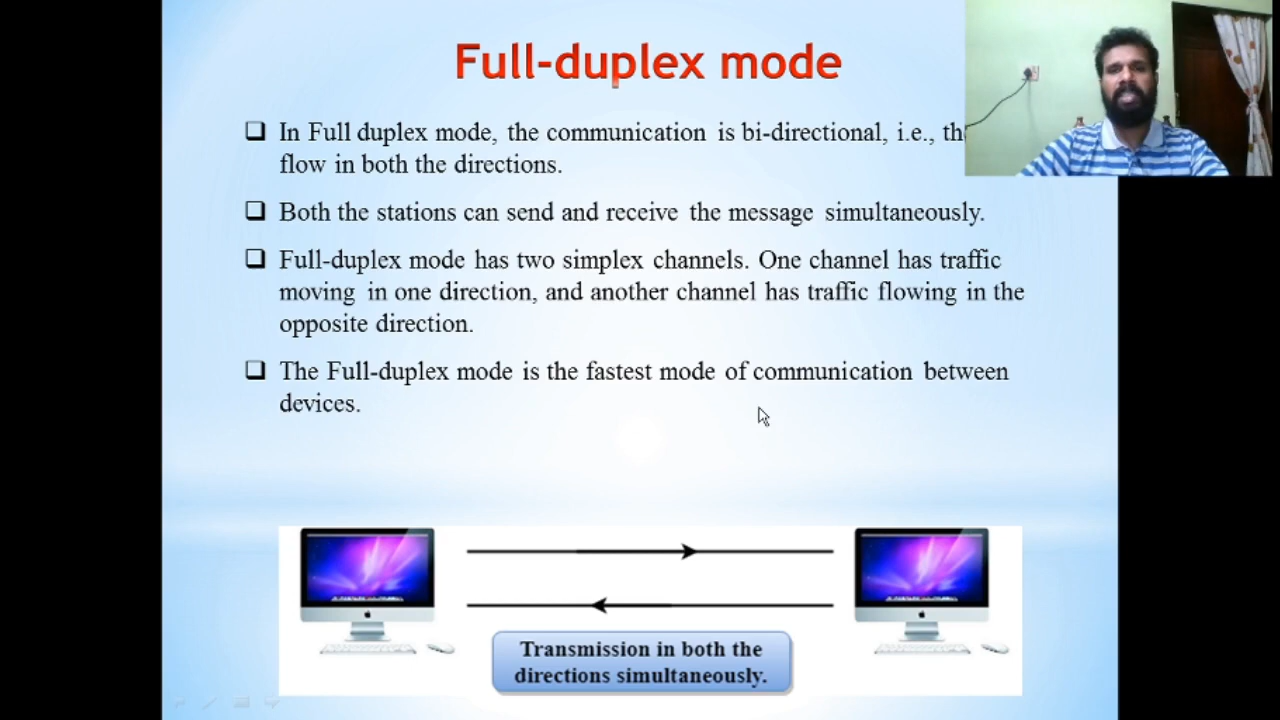 Full-duplex mode
In Full duplex mode, the communication is bi-directional, i.e.,
flow in both the directions.
Both the stations can send and receive the message simultaneously.
Full-duplex mode has two simplex channels. One channel has traffic
moving in one direction, and another channel has traffic flowing in the
opposite direction.
The Full-duplex mode is the fastest mode of communication between
devices.
Transmission in both the
directions simultaneously.